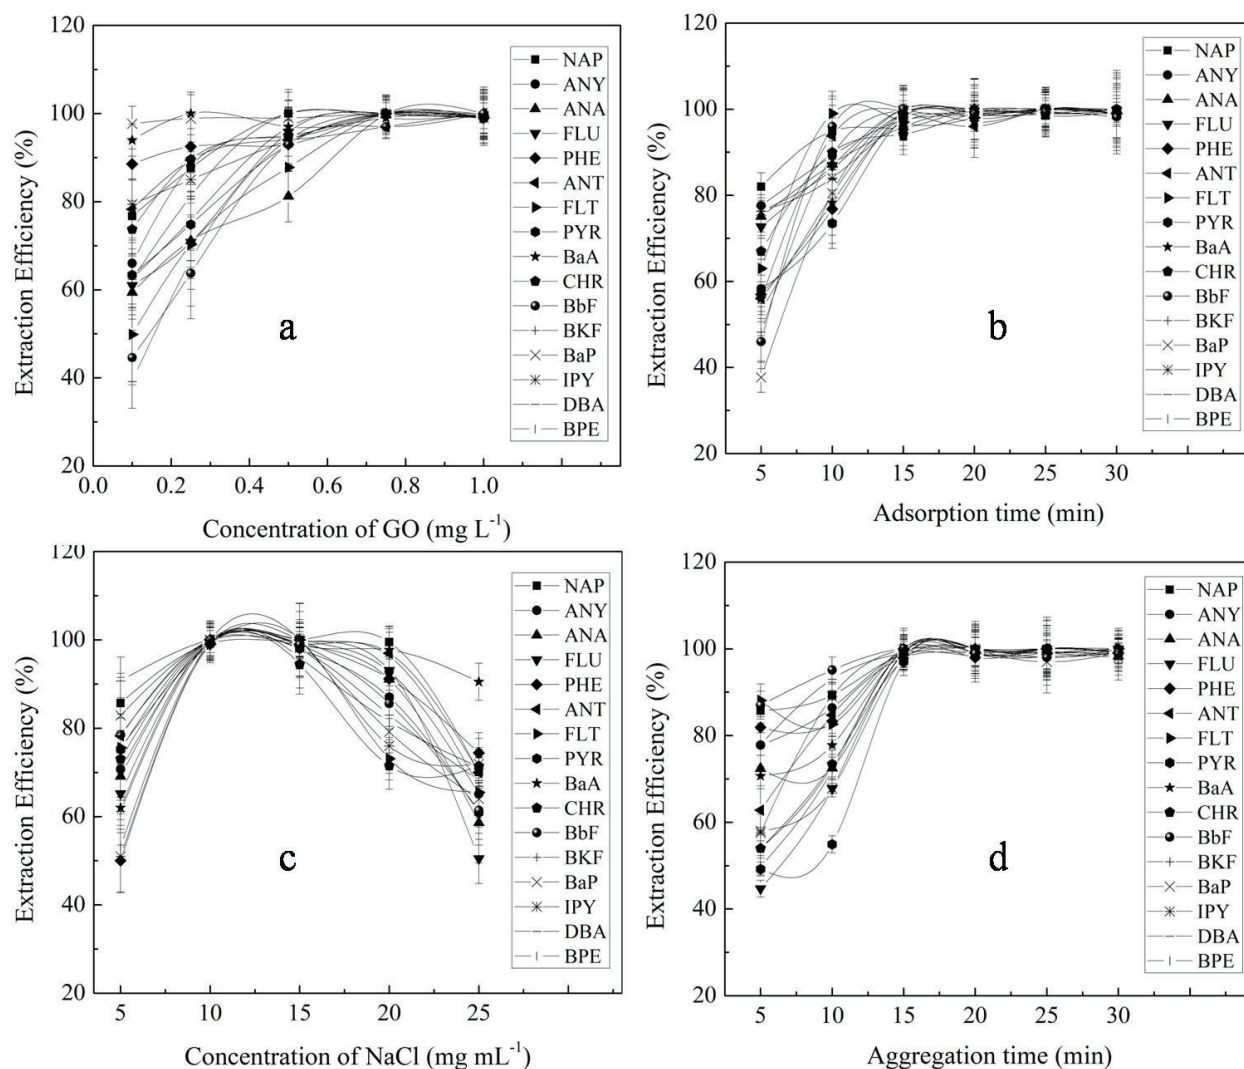 120
100
80
60
40
20
0.0 0.2 0.4 0.6 0.8 1.0
Extraction Efficiency (%)
Concentration of GO (mg L⁻¹)
a
NAP
ANY
ANA
FLU
PHE
ANT
FLT
PYR
BaA
CHR
BbF
BKF
BaP
IPY
DBA
BPE
120
100
80
60
40
20
5 10 15 20 25 30
Extraction Efficiency (%)
Adsorption time (min)
b
NAP
ANY
ANA
FLU
PHE
ANT
FLT
PYR
BaA
CHR
BbF
BKF
BaP
IPY
DBA
BPE
120
100
80
60
40
20
5 10 15 20 25
Extraction Efficiency (%)
Concentration of NaCl (mg mL⁻¹)
c
NAP
ANY
ANA
FLU
PHE
ANT
FLT
PYR
BaA
CHR
BbF
BKF
BaP
IPY
DBA
BPE
120
100
80
60
40
20
5 10 15 20 25 30
Extraction Efficiency (%)
Aggregation time (min)
d
NAP
ANY
ANA
FLU
PHE
ANT
FLT
PYR
BaA
CHR
BbF
BKF
BaP
IPY
DBA
BPE